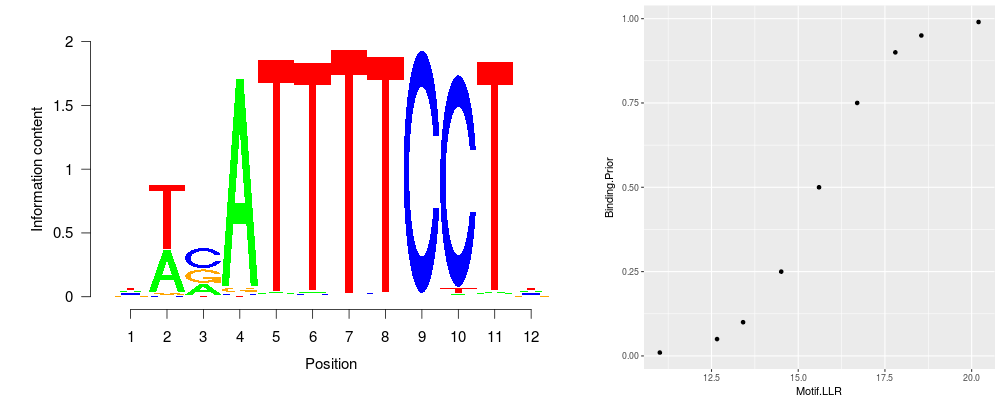 2
1.5
1
0.5
0
Information content
T
A
C
G
A
A
T
T
T
T
C
C
T
1 2 3 4 5 6 7 8 9 10 11 12
Position
1.00
0.75
0.50
0.25
0.00
Binding.Prior
12.5 15.0 17.5 20.0
Motif.LLR